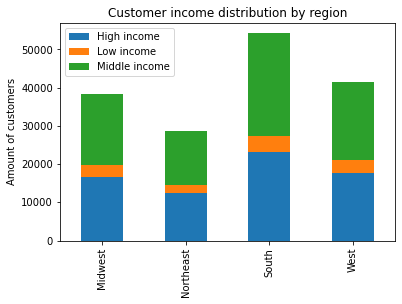 Customer income distribution by region
High income
Low income
Middle income
Amount of customers
50000
40000
30000
20000
10000
0
Midwest
Northeast
South
West